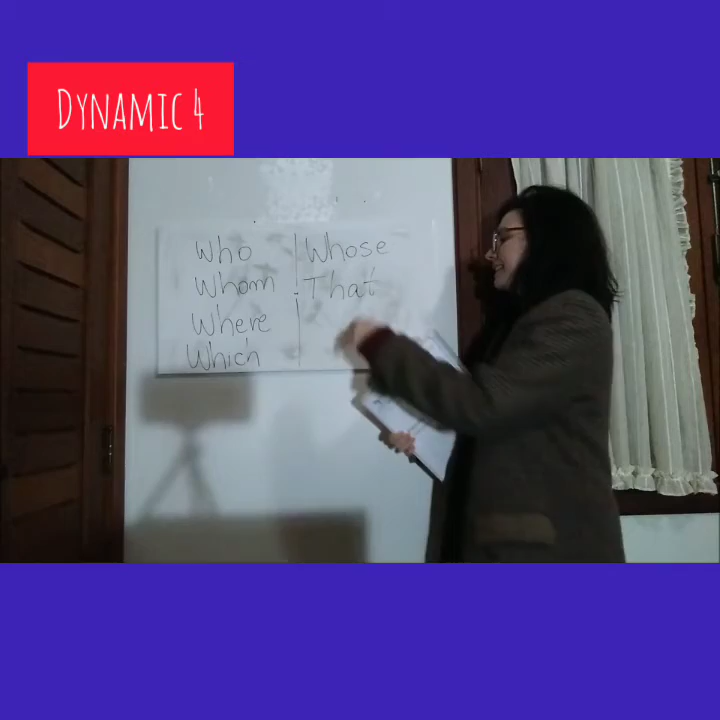 DYNAMIC 4
Who | Whose
Whom | That
Where |
Which |